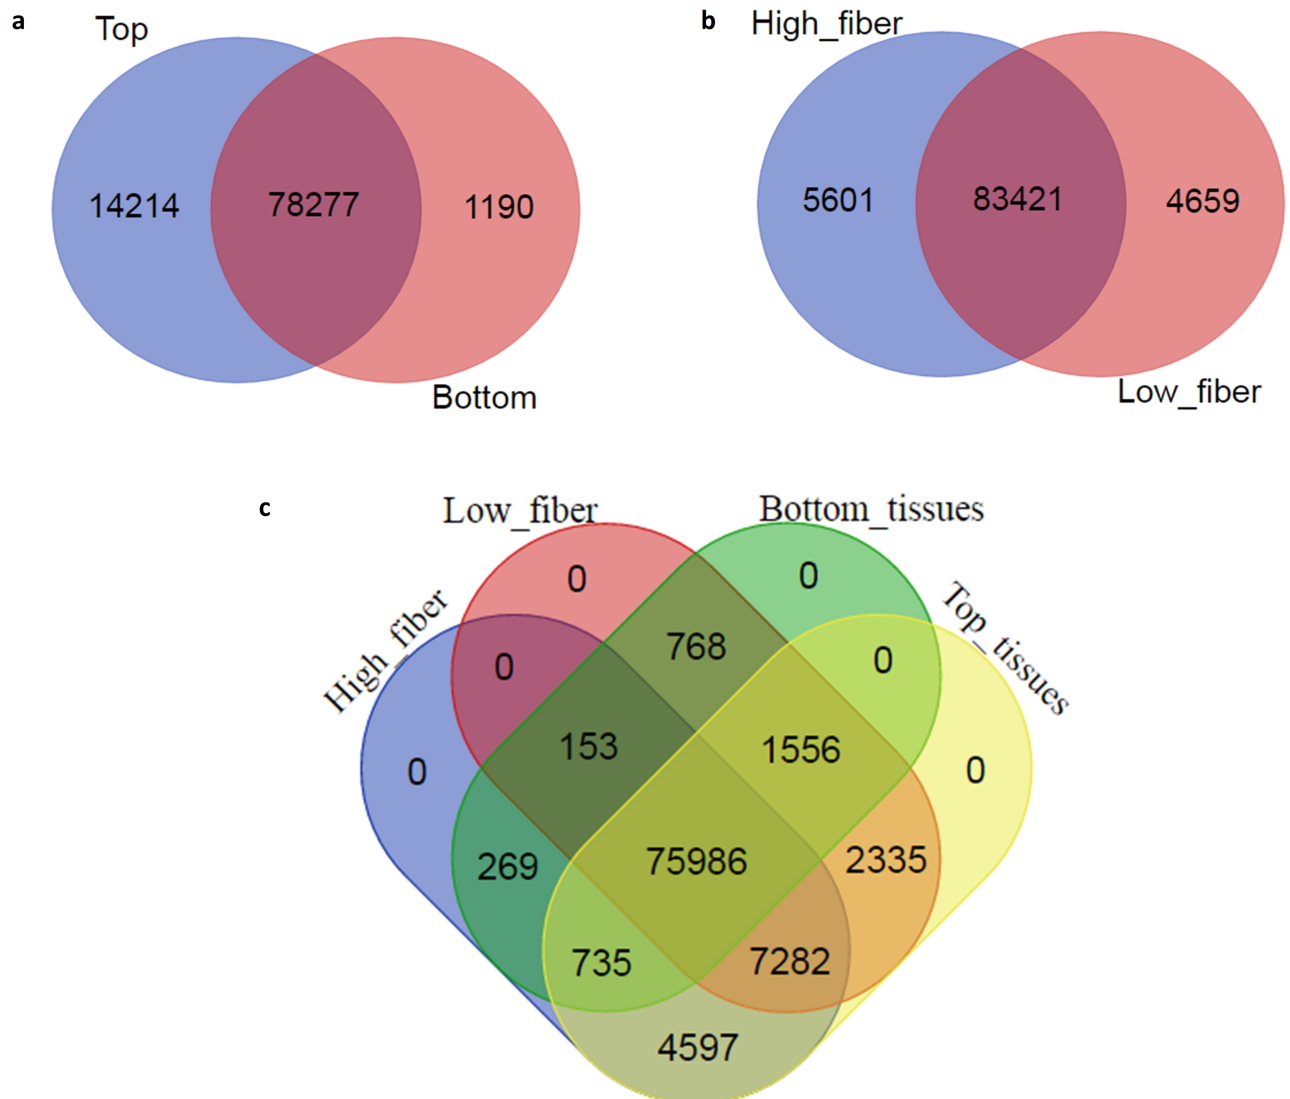 a
Top
14214
78277
1190
Bottom
b
High_fiber
5601
83421
4659
Low_fiber
c
Low_fiber
Bottom_tissues
High_fiber
Top_tissues
0
0
768
0
0
153
1556
0
0
269
75986
2335
735
7282
4597